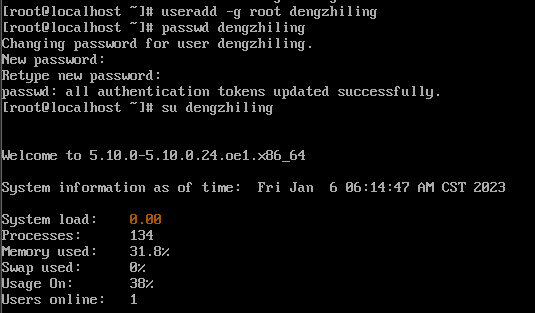 [root@localhost ~]# useradd -g root dengzhiling
[root@localhost ~]# passwd dengzhiling
Changing password for user dengzhiling.
New password:
Retype new password:
passwd: all authentication tokens updated successfully.
[root@localhost ~]# su dengzhiling
Welcome to 5.10.0-5.10.0.24.oe1.x86_64
System information as of time:  Fri Jan  6 06:14:47 AM CST 2023
System load:    0.00
Processes:      134
Memory used:    31.8%
Swap used:      0%
Usage On:       38%
Users online:   1